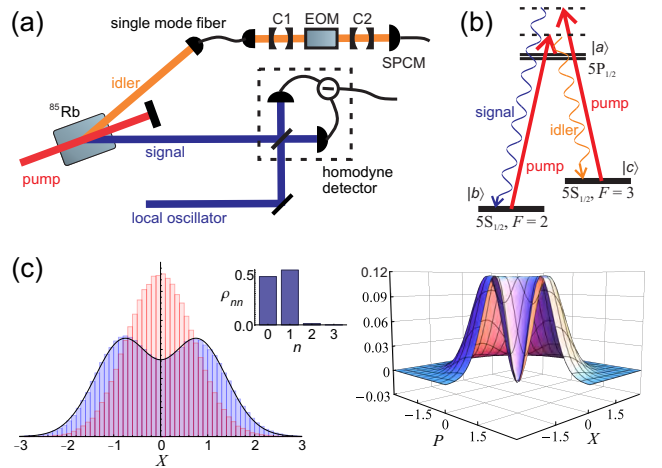 (a)
single mode fiber
C1
EOM
C2
SPCM
idler
⁸⁵Rb
signal
pump
homodyne
detector
local oscillator
(b)
|a⟩
5P₁/₂
signal
pump
idler
pump
|b⟩
|c⟩
5S₁/₂, F = 2
5S₁/₂, F = 3
(c)
0.5
ρₙₙ
0.0
0 1 2 3
n
−3 −2 −1 0 1 2 3
X
0.12
0.09
0.06
0.03
0
−0.03
−1.5
P
1.5
−1.5
X
1.5